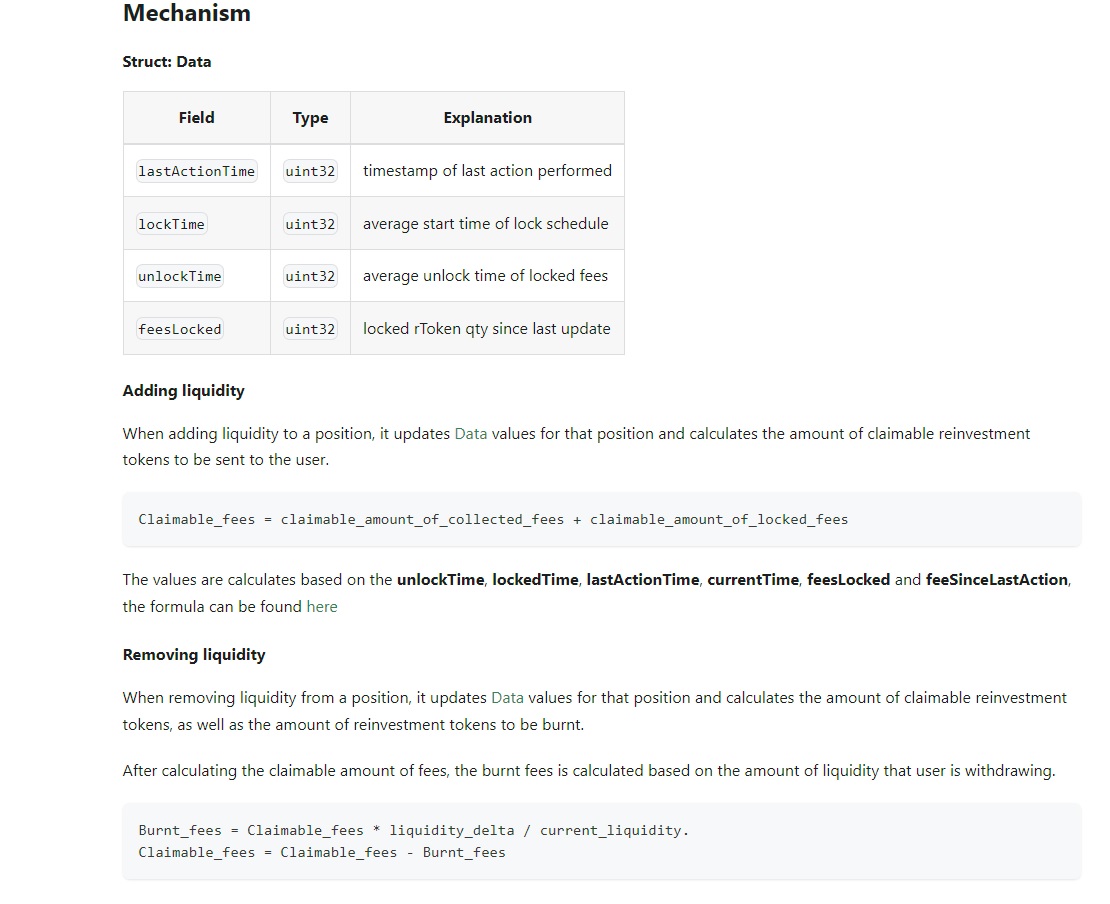 Mechanism
Struct: Data
Field Type Explanation
lastActionTime uint32 timestamp of last action performed
lockTime uint32 average start time of lock schedule
unlockTime uint32 average unlock time of locked fees
feesLocked uint32 locked rToken qty since last update
Adding liquidity
When adding liquidity to a position, it updates Data values for that position and calculates the amount of claimable reinvestment
tokens to be sent to the user.
Claimable_fees = claimable_amount_of_collected_fees + claimable_amount_of_locked_fees
The values are calculates based on the unlockTime, lockedTime, lastActionTime, currentTime, feesLocked and feeSinceLastAction,
the formula can be found here
Removing liquidity
When removing liquidity from a position, it updates Data values for that position and calculates the amount of claimable reinvestment
tokens, as well as the amount of reinvestment tokens to be burnt.
After calculating the claimable amount of fees, the burnt fees is calculated based on the amount of liquidity that user is withdrawing.
Burnt_fees = Claimable_fees * liquidity_delta / current_liquidity.
Claimable_fees = Claimable_fees - Burnt_fees